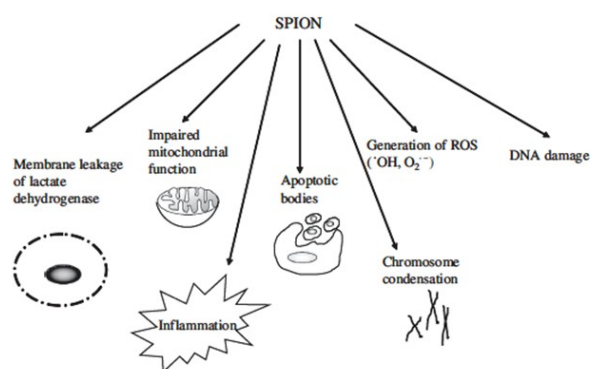 SPION
Membrane leakage
of lactate
dehydrogenase
Impaired
mitochondrial
function
Inflammation
Apoptotic
bodies
Generation of ROS
(˙OH, O₂˙⁻)
Chromosome
condensation
DNA damage